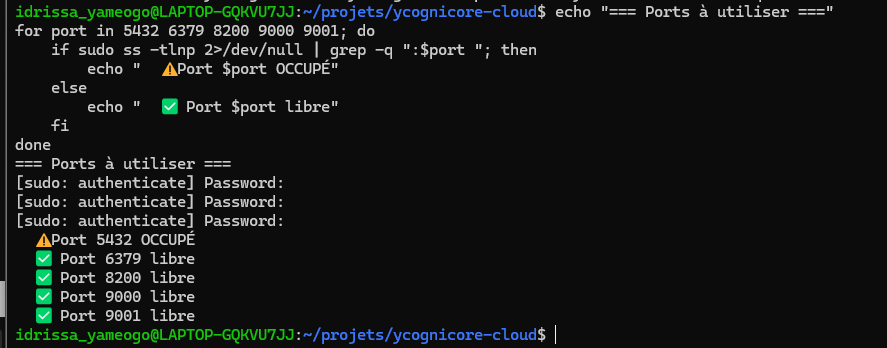 idrissa_yameogo@LAPTOP-GQKVU7JJ:~/projets/ycognicore-cloud$ echo "=== Ports à utiliser ==="
for port in 5432 6379 8200 9000 9001; do
    if sudo ss -tlnp 2>/dev/null | grep -q ":$port "; then
        echo "  ⚠️Port $port OCCUPÉ"
    else
        echo "  ✅ Port $port libre"
    fi
done
=== Ports à utiliser ===
[sudo: authenticate] Password:
[sudo: authenticate] Password:
[sudo: authenticate] Password:
  ⚠️Port 5432 OCCUPÉ
  ✅ Port 6379 libre
  ✅ Port 8200 libre
  ✅ Port 9000 libre
  ✅ Port 9001 libre
idrissa_yameogo@LAPTOP-GQKVU7JJ:~/projets/ycognicore-cloud$